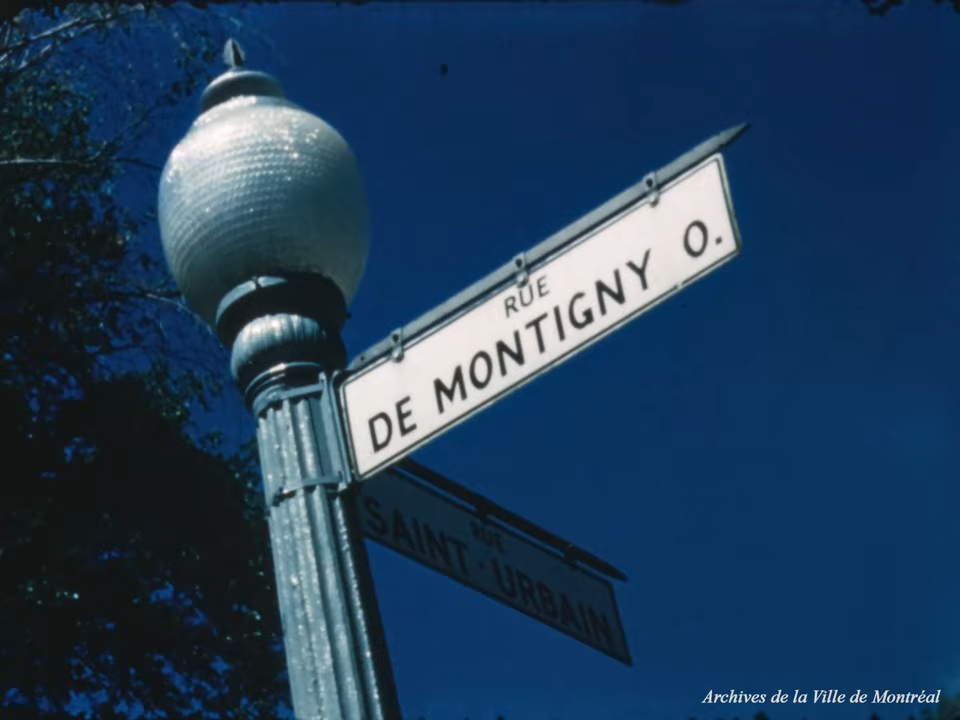 RUE
DE MONTIGNY O.
RUE
SAINT-URBAIN
Archives de la Ville de Montréal